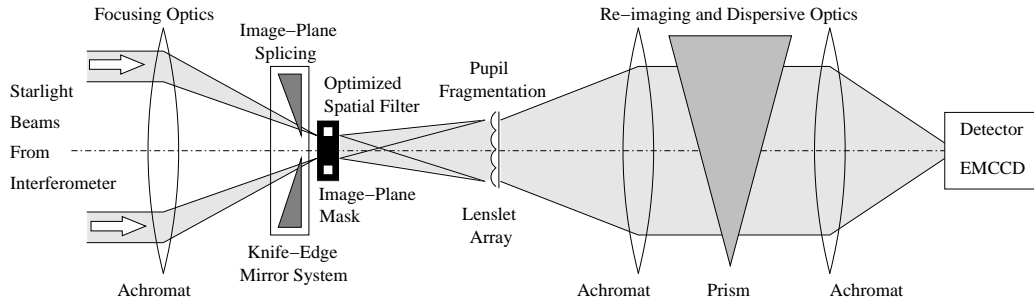 Focusing Optics
Image−Plane
Splicing
Re−imaging and Dispersive Optics
Optimized
Spatial Filter
Pupil
Fragmentation
Starlight
Beams
From
Interferometer
Detector
EMCCD
Image−Plane
Mask
Lenslet
Array
Knife−Edge
Mirror System
Achromat
Achromat
Prism
Achromat